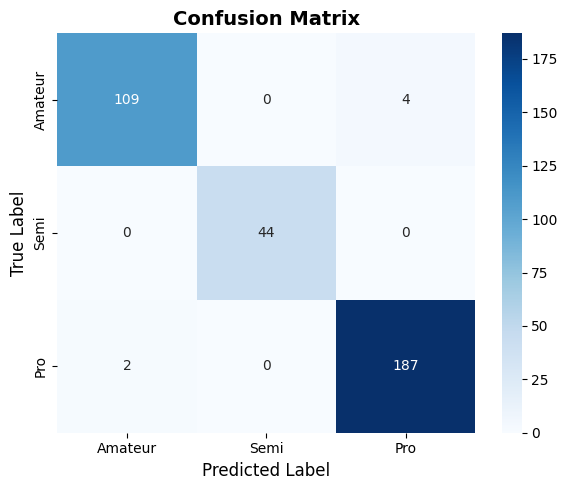 Confusion Matrix
Amateur
109
0
4
Semi
0
44
0
Pro
2
0
187
True Label
Amateur
Semi
Pro
Predicted Label
175
150
125
100
75
50
25
0